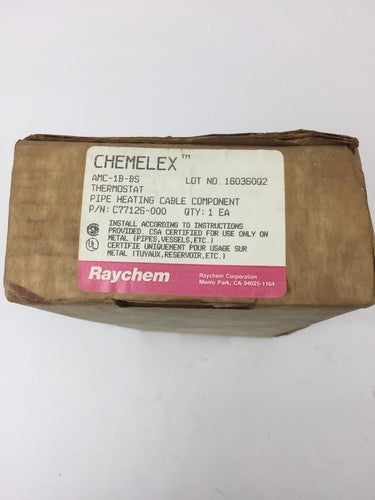 CHEMELEX™
AMC-1B-BS LOT NO. 160360Q2
THERMOSTAT
PIPE HEATING CABLE COMPONENT
P/N: C77126-000 QTY: 1 EA
INSTALL ACCORDING TO INSTRUCTIONS
PROVIDED. CSA CERTIFIED FOR USE ONLY ON
METAL (PIPES, VESSELS, ETC.)
CERTIFIE UNIQUEMENT POUR USAGE SUR
METAL (TUYAUX, RESERVOIR, ETC.)
Raychem
Raychem Corporation
Menlo Park, CA 94025-1164